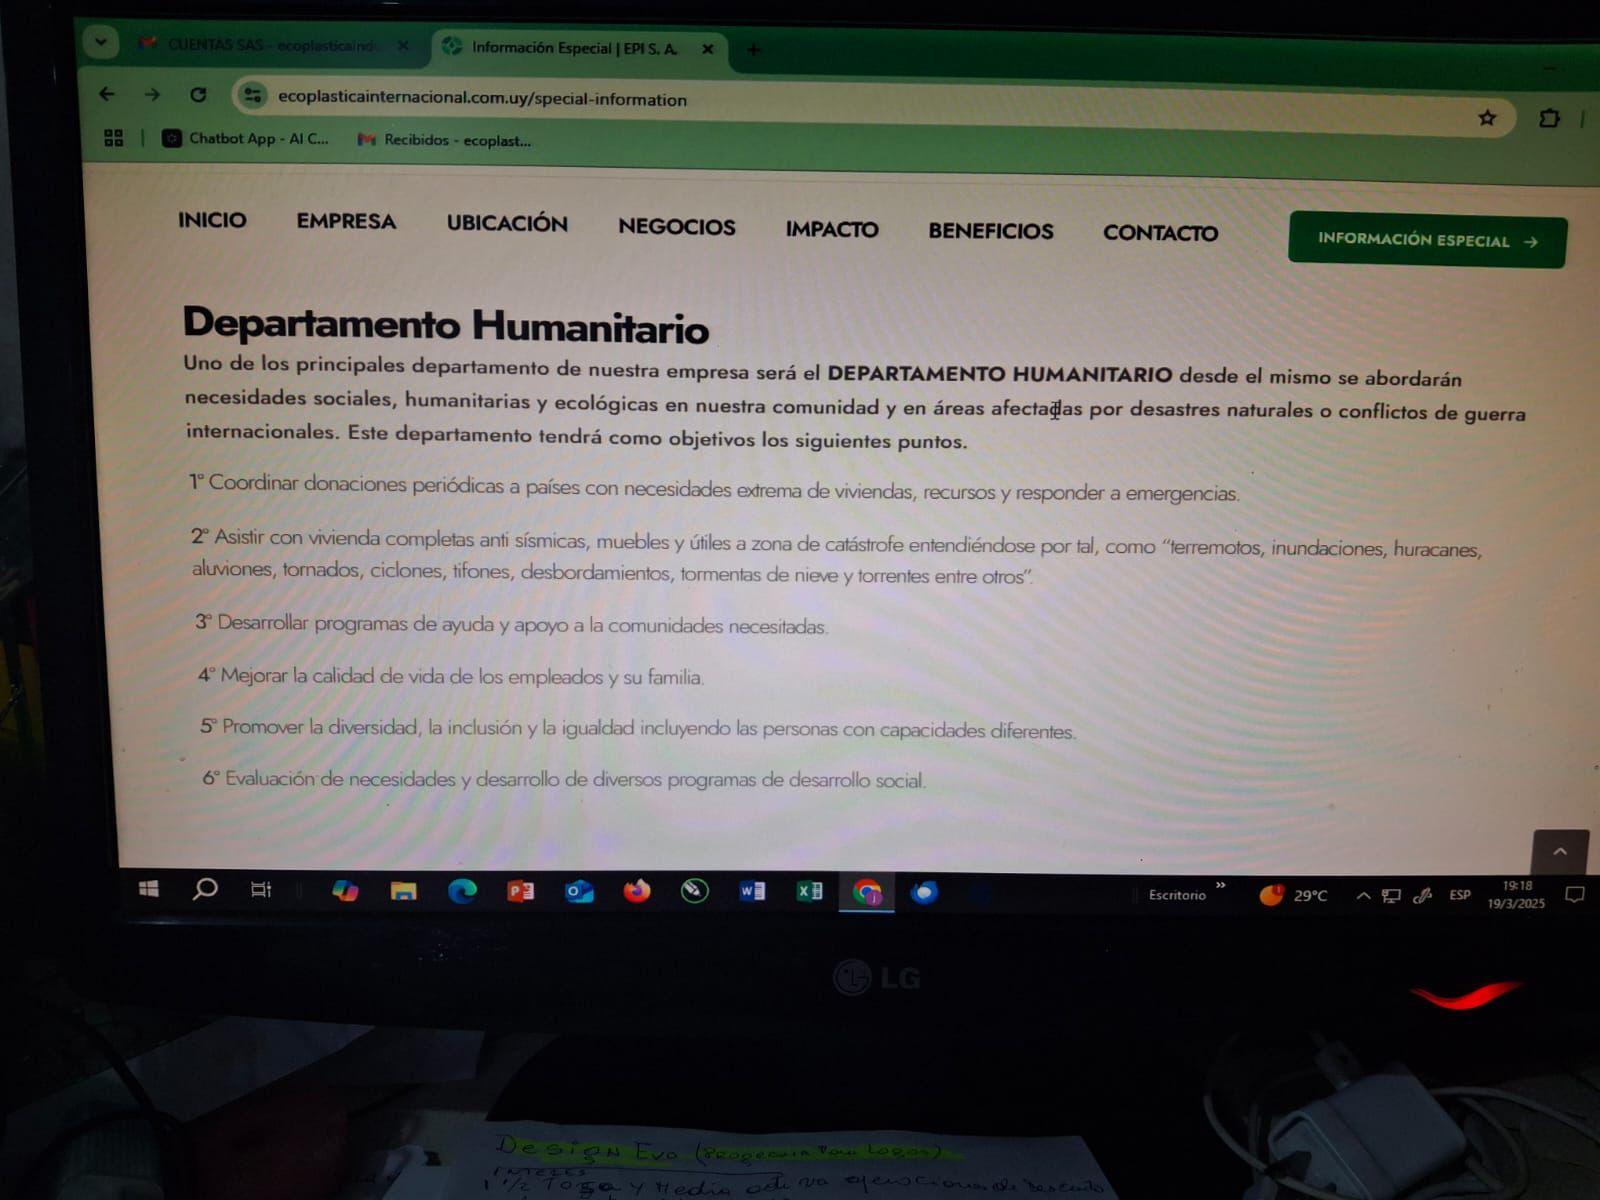 CUENTAS SAS - ecoplasticaind
Información Especial | EPI S. A.
ecoplasticainternacional.com.uy/special-information
Chatbot App - AI C...
Recibidos - ecoplast...
INICIO
EMPRESA
UBICACIÓN
NEGOCIOS
IMPACTO
BENEFICIOS
CONTACTO
INFORMACIÓN ESPECIAL →
Departamento Humanitario
Uno de los principales departamento de nuestra empresa será el DEPARTAMENTO HUMANITARIO desde el mismo se abordarán
necesidades sociales, humanitarias y ecológicas en nuestra comunidad y en áreas afectadas por desastres naturales o conflictos de guerra
internacionales. Este departamento tendrá como objetivos los siguientes puntos.
1° Coordinar donaciones periódicas a países con necesidades extrema de viviendas, recursos y responder a emergencias.
2° Asistir con vivienda completas anti sísmicas, muebles y útiles a zona de catástrofe entendiéndose por tal, como “terremotos, inundaciones, huracanes,
aluviones, tornados, ciclones, tifones, desbordamientos, tormentas de nieve y torrentes entre otros”.
3° Desarrollar programas de ayuda y apoyo a la comunidades necesitadas.
4° Mejorar la calidad de vida de los empleados y su familia.
5° Promover la diversidad, la inclusión y la igualdad incluyendo las personas con capacidades diferentes.
6° Evaluación de necesidades y desarrollo de diversos programas de desarrollo social.
Escritorio
29°C
ESP
19:18
19/3/2025
LG
Design Evo (
1 1/2 Toga y Media